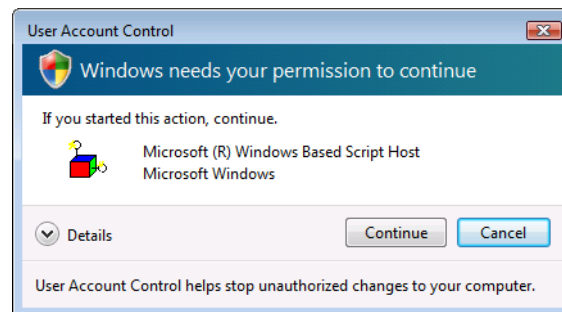 User Account Control
Windows needs your permission to continue
If you started this action, continue.
Microsoft (R) Windows Based Script Host
Microsoft Windows
Details
Continue
Cancel
User Account Control helps stop unauthorized changes to your computer.